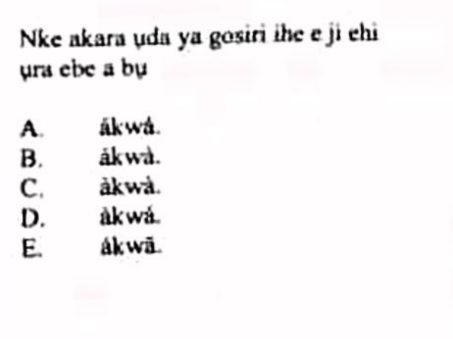 Nke akara ụda ya gosiri ihe e ji ehi
ụra ebe a bụ
A. ákwá.
B. ákwà.
C. àkwà.
D. àkwá.
E. ákwā.